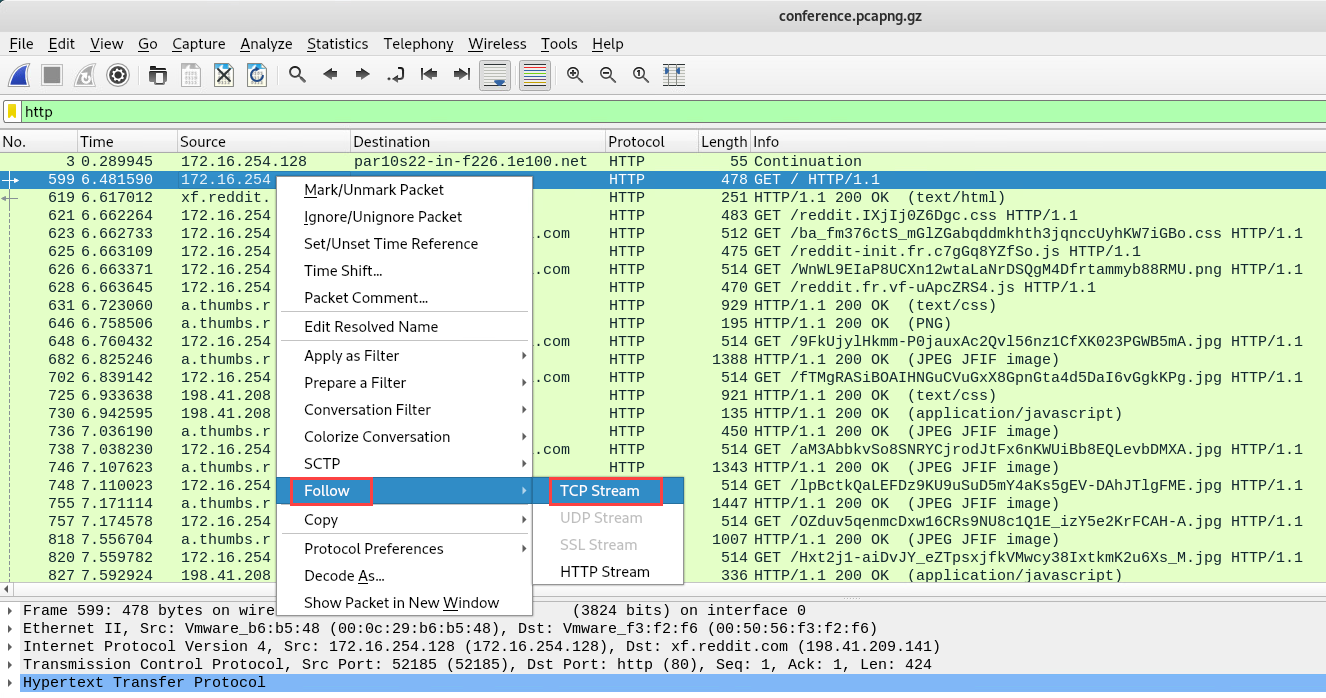 conference.pcapng.gz
File Edit View Go Capture Analyze Statistics Telephony Wireless Tools Help
http
No. Time Source Destination Protocol Length Info
3 0.289945 172.16.254.128 par10s22-in-f226.1e100.net HTTP 55 Continuation
599 6.481590 172.16.254 HTTP 478 GET / HTTP/1.1
619 6.617012 xf.reddit. HTTP 251 HTTP/1.1 200 OK (text/html)
621 6.662264 172.16.254 HTTP 483 GET /reddit.IXjIj0Z6Dgc.css HTTP/1.1
623 6.662733 172.16.254 .com HTTP 512 GET /ba_fm376ctS_mGlZGabqddmkhth3jqnccUyhKW7iGBo.css HTTP/1.1
625 6.663109 172.16.254 HTTP 475 GET /reddit-init.fr.c7gGq8YZfSo.js HTTP/1.1
626 6.663371 172.16.254 .com HTTP 514 GET /WnWL9EIaP8UCXn12wtaLaNrDSQgM4Dfrtammyb88RMU.png HTTP/1.1
628 6.663645 172.16.254 HTTP 470 GET /reddit.fr.vf-uApcZRS4.js HTTP/1.1
631 6.723060 a.thumbs.r HTTP 929 HTTP/1.1 200 OK (text/css)
646 6.758506 a.thumbs.r HTTP 195 HTTP/1.1 200 OK (PNG)
648 6.760432 172.16.254 .com HTTP 514 GET /9FkUjylHkmm-P0jauxAc2Qvl56nz1CfXK023PGWB5mA.jpg HTTP/1.1
682 6.825246 a.thumbs.r HTTP 1388 HTTP/1.1 200 OK (JPEG JFIF image)
702 6.839142 172.16.254 .com HTTP 514 GET /fTMgRASiBOAIHNGuCVuGxX8GpnGta4d5DaI6vGgkKPg.jpg HTTP/1.1
725 6.933638 198.41.208 HTTP 921 HTTP/1.1 200 OK (text/css)
730 6.942595 198.41.208 HTTP 135 HTTP/1.1 200 OK (application/javascript)
736 7.036190 a.thumbs.r HTTP 450 HTTP/1.1 200 OK (JPEG JFIF image)
738 7.038230 172.16.254 .com HTTP 514 GET /aM3AbbkvSo8SNRYCjrodJtFx6nKWUiBb8EQLevbDMXA.jpg HTTP/1.1
746 7.107623 a.thumbs.r HTTP 1343 HTTP/1.1 200 OK (JPEG JFIF image)
748 7.110023 172.16.254 HTTP 514 GET /lpBctkQaLEFDz9KU9uSuD5mY4aKs5gEV-DAhJTlgFME.jpg HTTP/1.1
755 7.171114 a.thumbs.r HTTP 1447 HTTP/1.1 200 OK (JPEG JFIF image)
757 7.174578 172.16.254 HTTP 514 GET /OZduv5qenmcDxw16CRs9NU8c1Q1E_izY5e2KrFCAH-A.jpg HTTP/1.1
818 7.556704 a.thumbs.r HTTP 1007 HTTP/1.1 200 OK (JPEG JFIF image)
820 7.559782 172.16.254 HTTP 514 GET /Hxt2j1-aiDvJY_eZTpsxjfkVMwcy38IxtkmK2u6Xs_M.jpg HTTP/1.1
827 7.592924 198.41.208 HTTP 336 HTTP/1.1 200 OK (application/javascript)
Mark/Unmark Packet
Ignore/Unignore Packet
Set/Unset Time Reference
Time Shift...
Packet Comment...
Edit Resolved Name
Apply as Filter
Prepare a Filter
Conversation Filter
Colorize Conversation
SCTP
Follow
Copy
Protocol Preferences
Decode As...
Show Packet in New Window
TCP Stream
UDP Stream
SSL Stream
HTTP Stream
Frame 599: 478 bytes on wire (3824 bits) on interface 0
Ethernet II, Src: Vmware_b6:b5:48 (00:0c:29:b6:b5:48), Dst: Vmware_f3:f2:f6 (00:50:56:f3:f2:f6)
Internet Protocol Version 4, Src: 172.16.254.128 (172.16.254.128), Dst: xf.reddit.com (198.41.209.141)
Transmission Control Protocol, Src Port: 52185 (52185), Dst Port: http (80), Seq: 1, Ack: 1, Len: 424
Hypertext Transfer Protocol